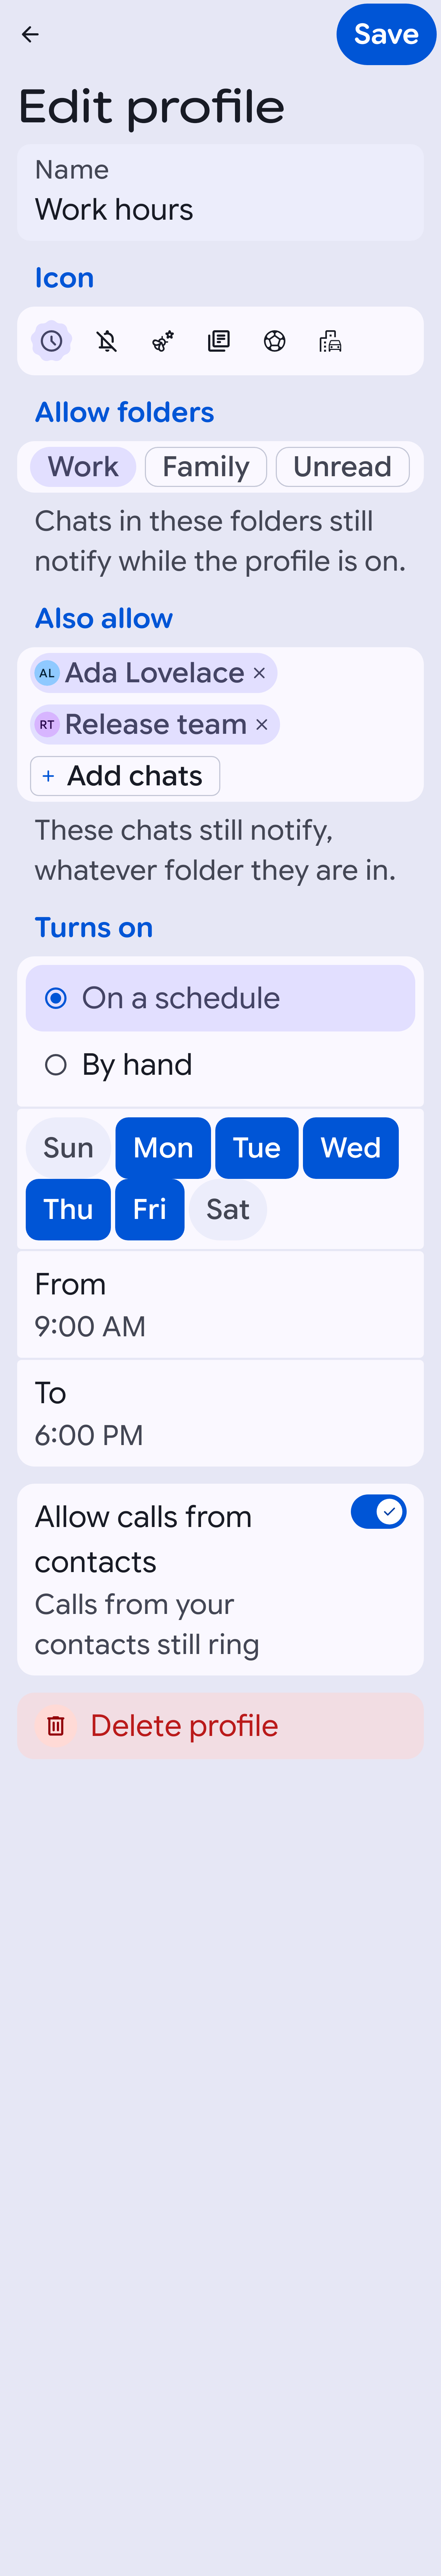 Save
Edit profile
Name
Work hours
Icon
Allow folders
Work Family Unread
Chats in these folders still
notify while the profile is on.
Also allow
AL Ada Lovelace
RT Release team
+ Add chats
These chats still notify,
whatever folder they are in.
Turns on
On a schedule
By hand
Sun Mon Tue Wed
Thu Fri Sat
From
9:00 AM
To
6:00 PM
Allow calls from
contacts
Calls from your
contacts still ring
Delete profile